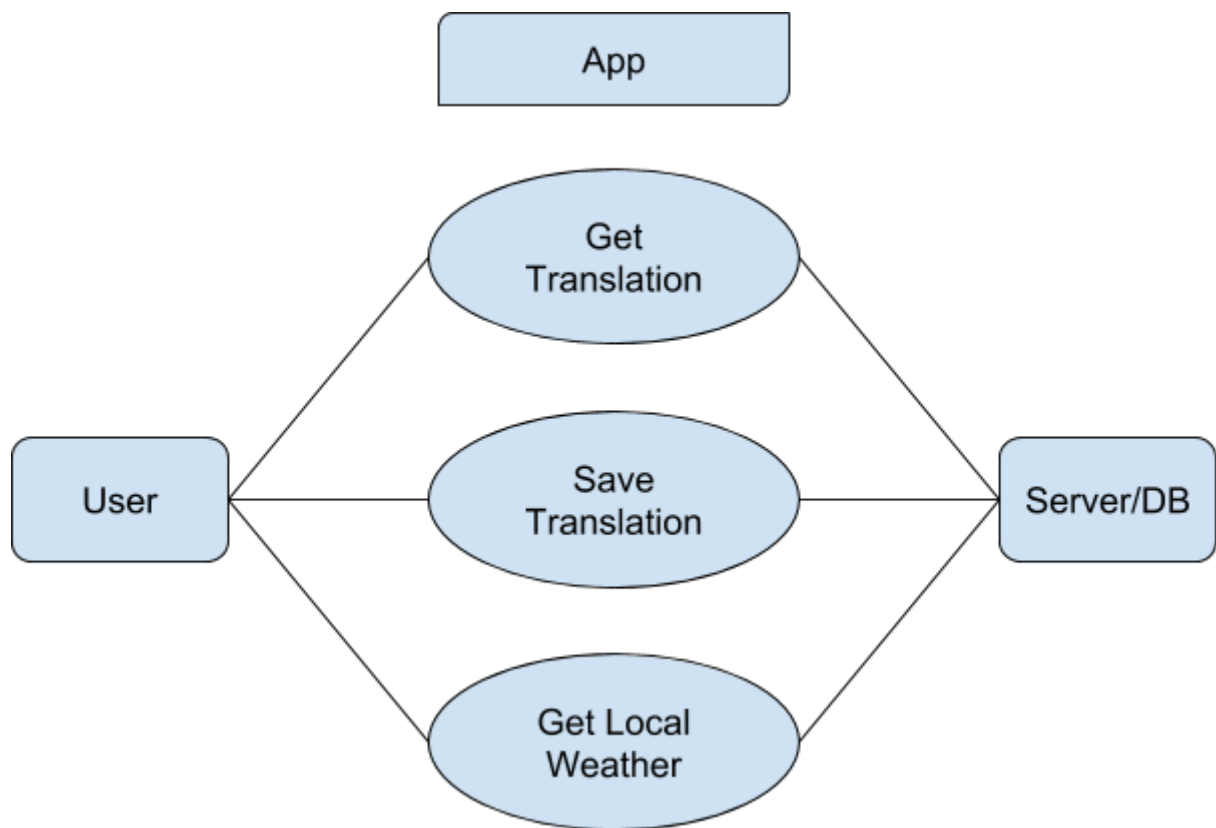 App
Get
Translation
User
Save
Translation
Server/DB
Get Local
Weather